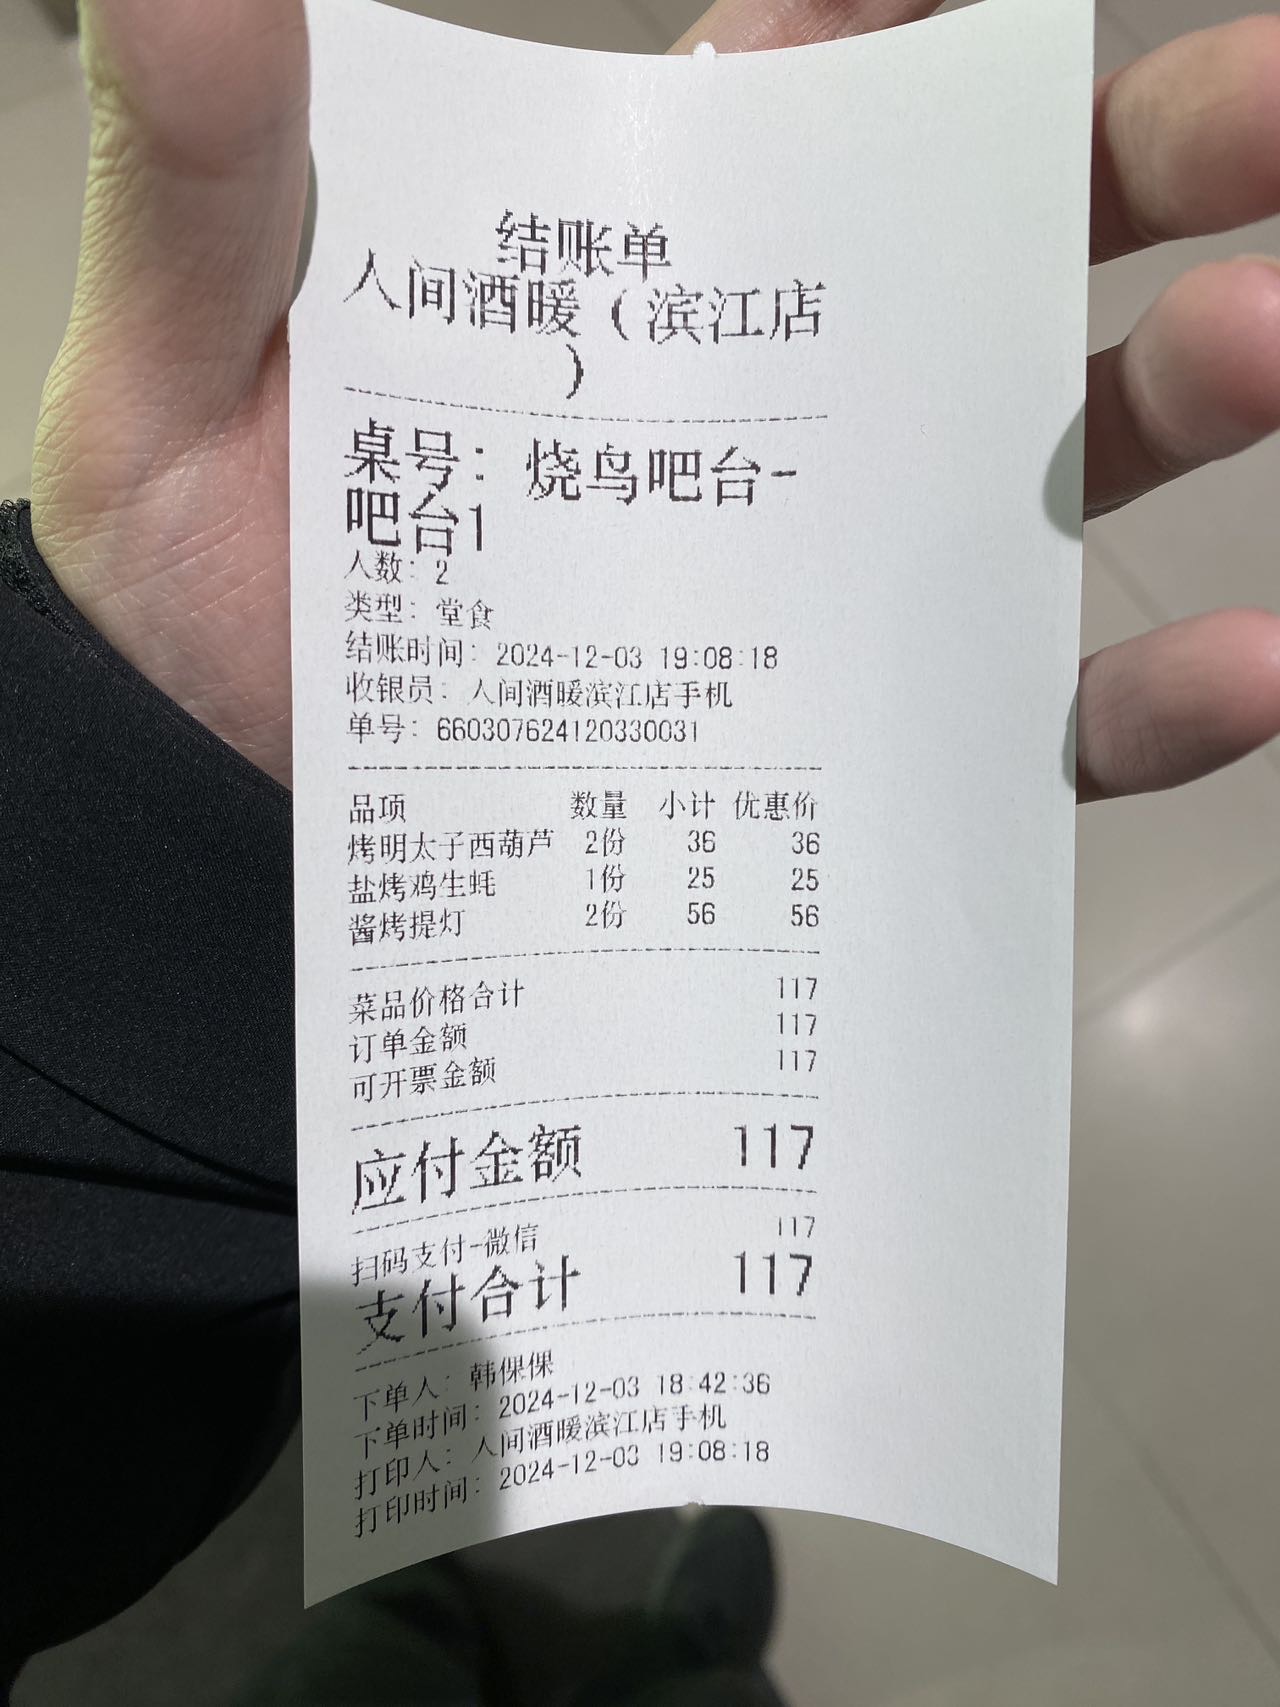 结账单
人间酒暖（滨江店
）
桌号：烧鸟吧台-
吧台1
人数：2
类型：堂食
结账时间：2024-12-03 19:08:18
收银员：人间酒暖滨江店手机
单号：660307624120330031
品项 数量 小计 优惠价
烤明太子西葫芦 2份 36 36
盐烤鸡生蚝 1份 25 25
酱烤提灯 2份 56 56
菜品价格合计 117
订单金额 117
可开票金额 117
应付金额 117
扫码支付-微信 117
支付合计 117
下单人：韩倮倮
下单时间：2024-12-03 18:42:36
打印人：人间酒暖滨江店手机
打印时间：2024-12-03 19:08:18